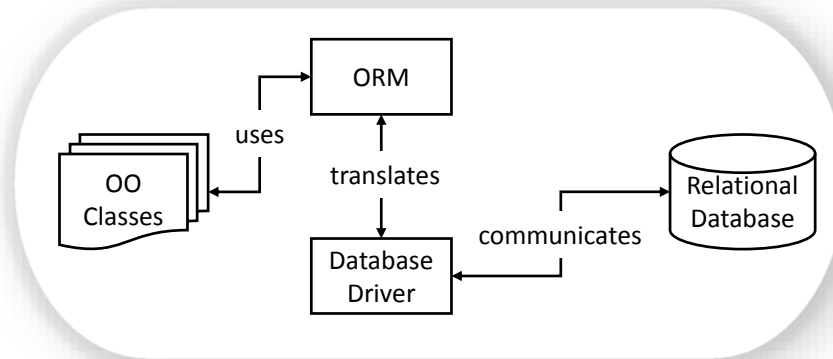 ORM
uses
OO
Classes
translates
Relational
Database
communicates
Database
Driver